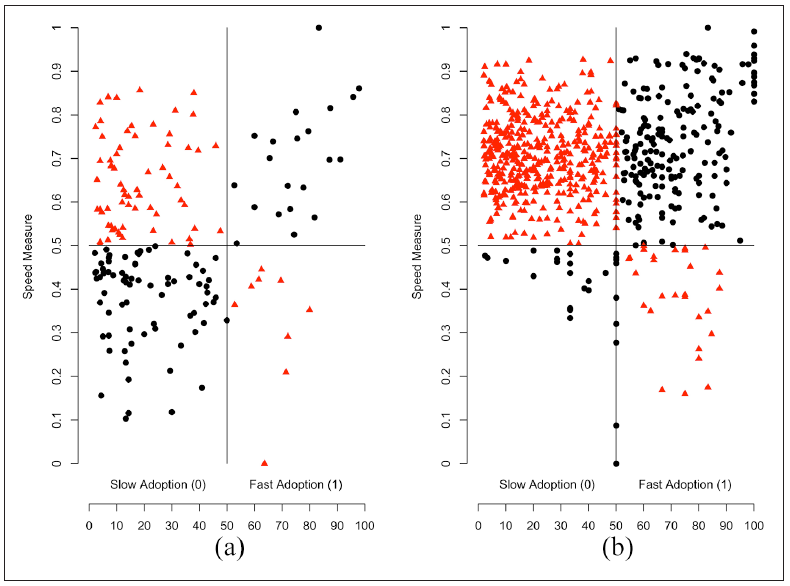 Speed Measure
1
0.9
0.8
0.7
0.6
0.5
0.4
0.3
0.2
0.1
0
Slow Adoption (0)
Fast Adoption (1)
0 10 20 30 40 50 60 70 80 90 100
(a)
Speed Measure
1
0.9
0.8
0.7
0.6
0.5
0.4
0.3
0.2
0.1
0
Slow Adoption (0)
Fast Adoption (1)
0 10 20 30 40 50 60 70 80 90 100
(b)